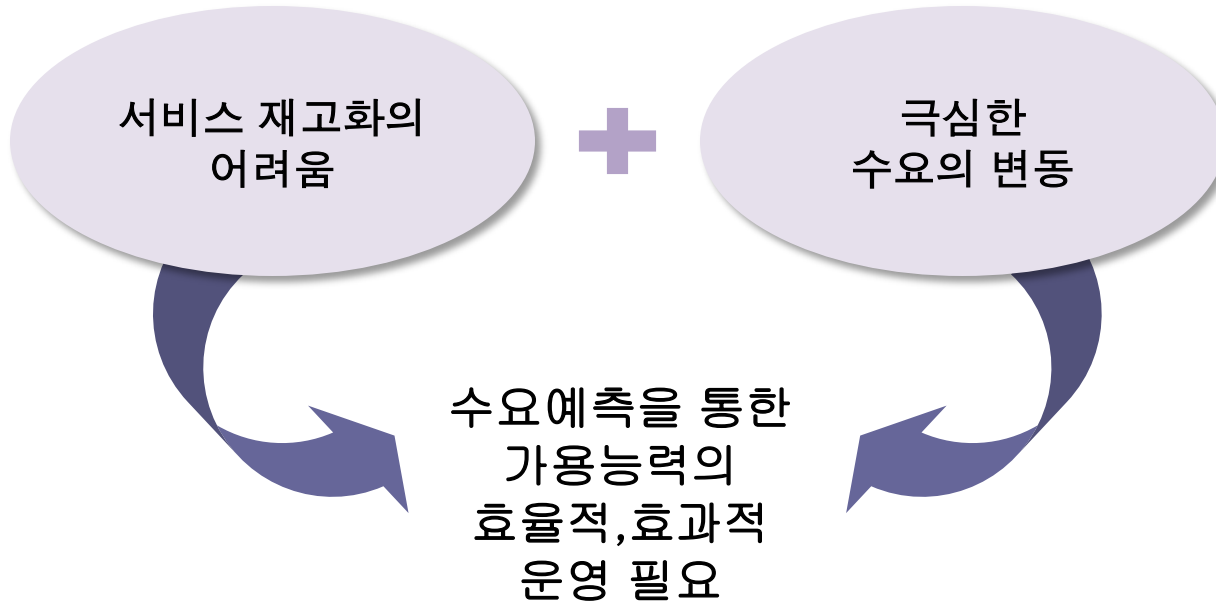 서비스 재고화의
어려움
극심한
수요의 변동
수요예측을 통한
가용능력의
효율적,효과적
운영 필요